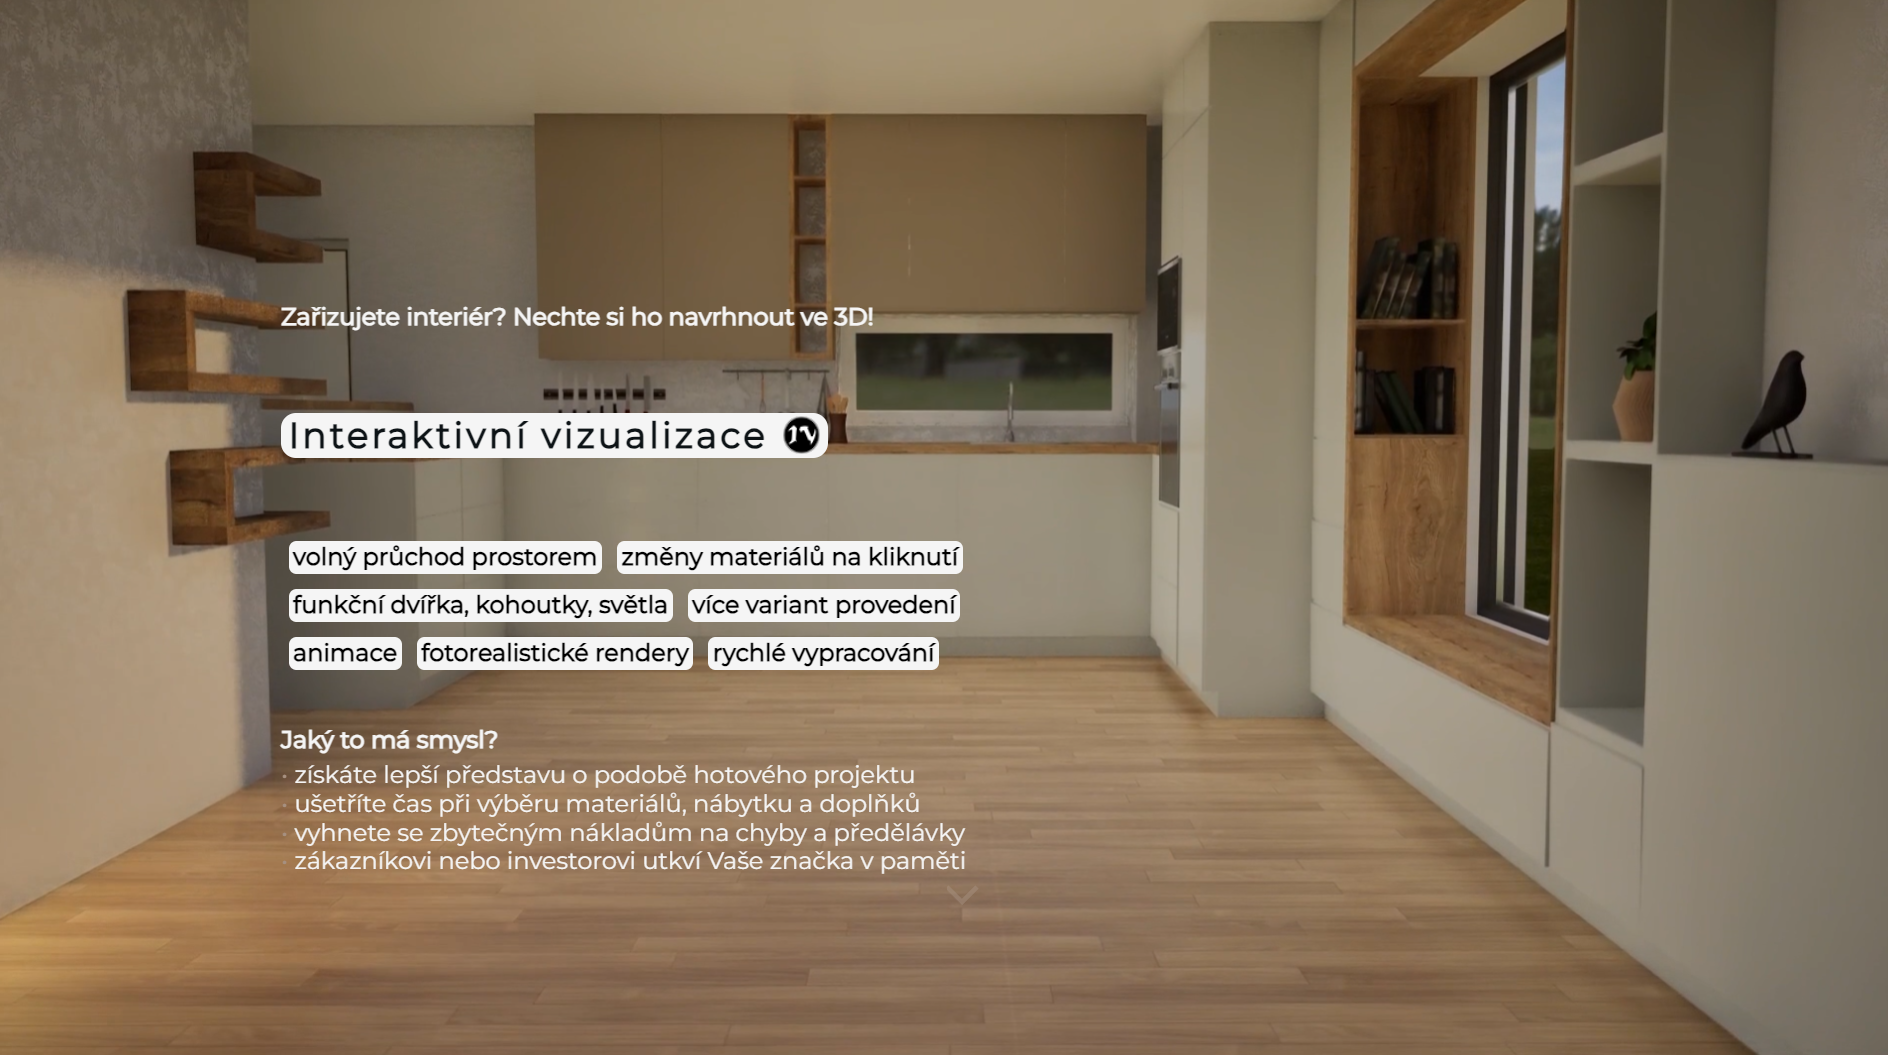 Zařizujete interiér? Nechte si ho navrhnout ve 3D!
Interaktivní vizualizace IV
volný průchod prostorem změny materiálů na kliknutí
funkční dvířka, kohoutky, světla více variant provedení
animace fotorealistické rendery rychlé vypracování
Jaký to má smysl?
· získáte lepší představu o podobě hotového projektu
· ušetříte čas při výběru materiálů, nábytku a doplňků
· vyhnete se zbytečným nákladům na chyby a předělávky
· zákazníkovi nebo investorovi utkví Vaše značka v paměti